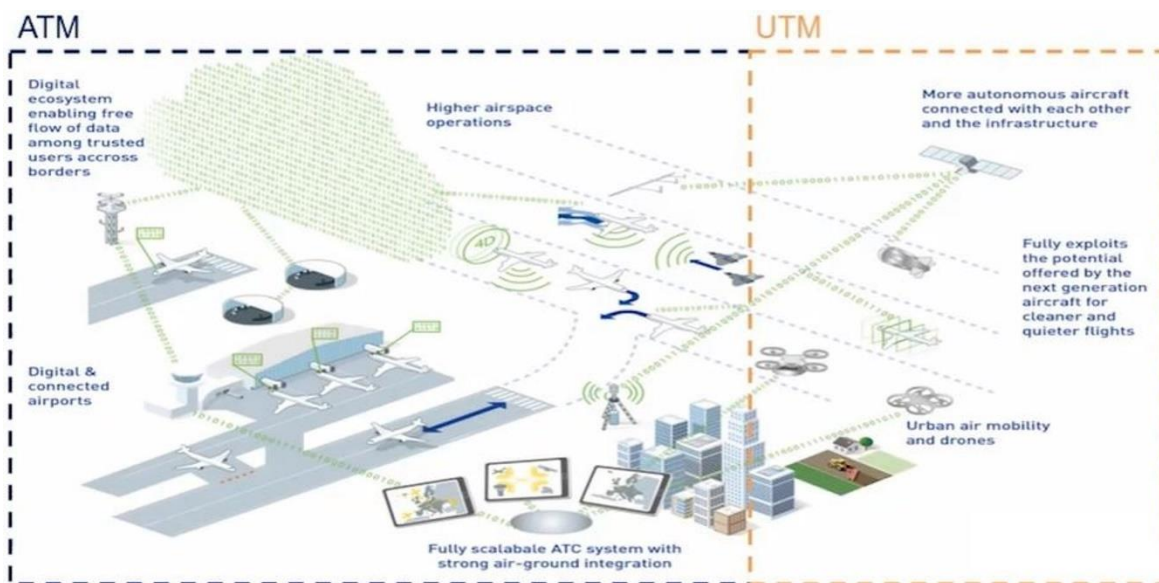 ATM
UTM
Digital
ecosystem
enabling free
flow of data
among trusted
users accross
borders
Higher airspace
operations
More autonomous aircraft
connected with each other
and the infrastructure
4D
Fully exploits
the potential
offered by the
next generation
aircraft for
cleaner and
quieter flights
Digital &
connected
airports
Urban air mobility
and drones
Fully scalabale ATC system with
strong air-ground integration